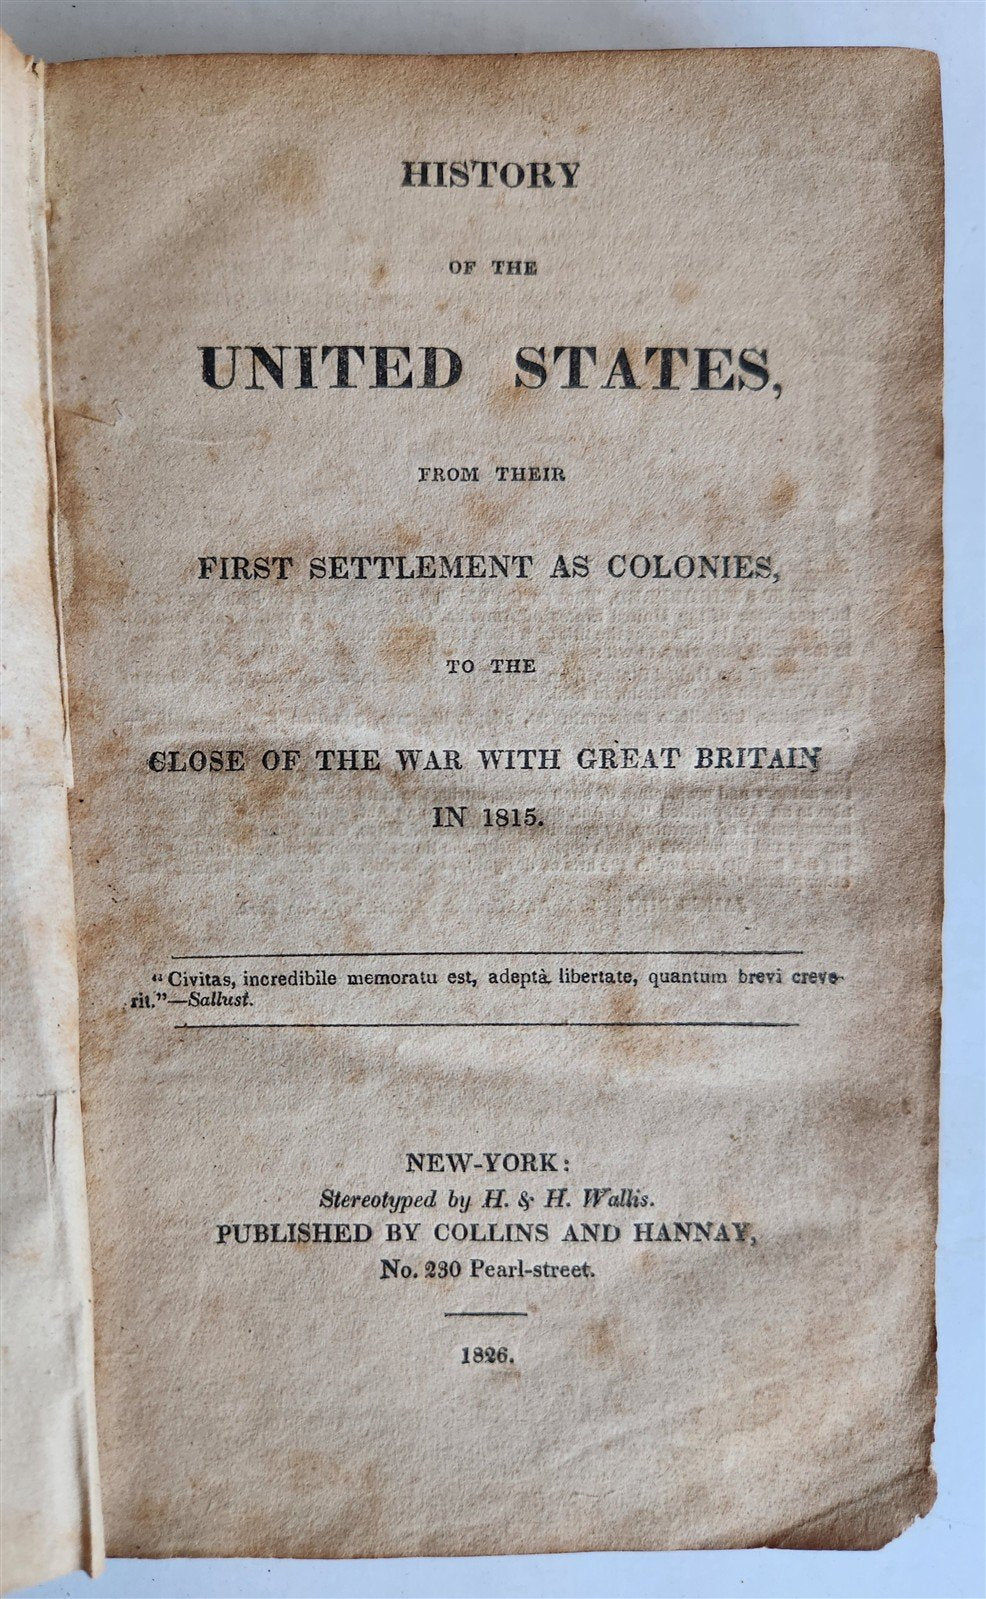 HISTORY
OF THE
UNITED STATES,
FROM THEIR
FIRST SETTLEMENT AS COLONIES,
TO THE
CLOSE OF THE WAR WITH GREAT BRITAIN
IN 1815.
“Civitas, incredibile memoratu est, adeptà libertate, quantum brevi creve-
rit.”—Sallust.
NEW-YORK:
Stereotyped by H. & H. Wallis.
PUBLISHED BY COLLINS AND HANNAY,
No. 230 Pearl-street.
1826.